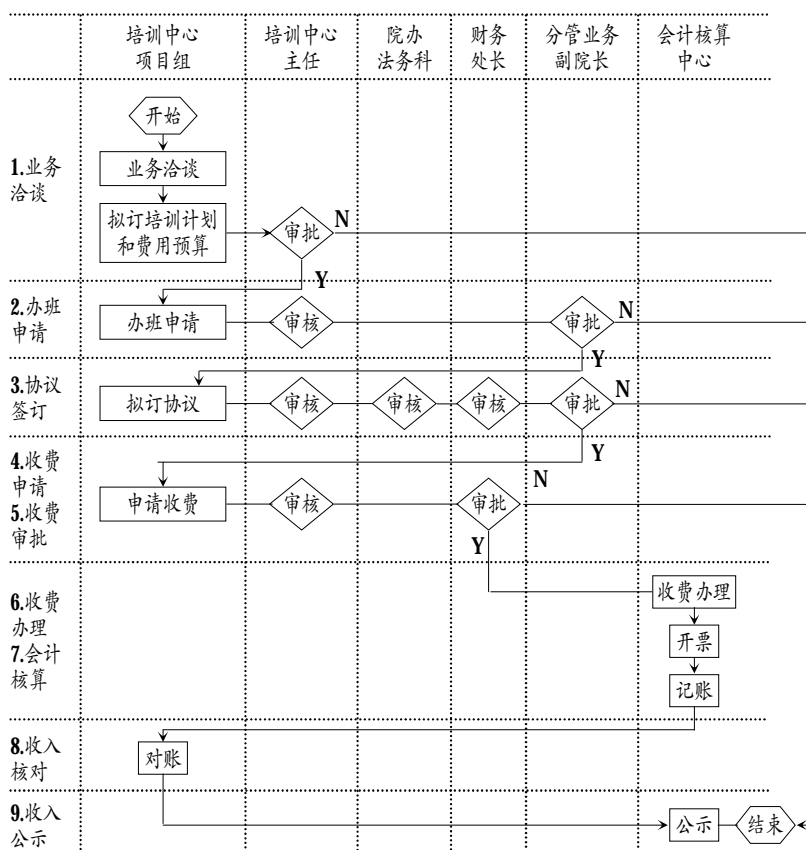 培训中心
项目组
培训中心
主任
院办
法务科
财务
处长
分管业务
副院长
会计核算
中心
1.业务
洽谈
开始
业务洽谈
拟订培训计划
和费用预算
审批
N
Y
2.办班
申请
办班申请
审核
审批
N
Y
3.协议
签订
拟订协议
审核
审核
审核
审批
N
Y
4.收费
申请
5.收费
审批
申请收费
审核
审批
N
Y
6.收费
办理
7.会计
核算
收费办理
开票
记账
8.收入
核对
对账
9.收入
公示
公示
结束